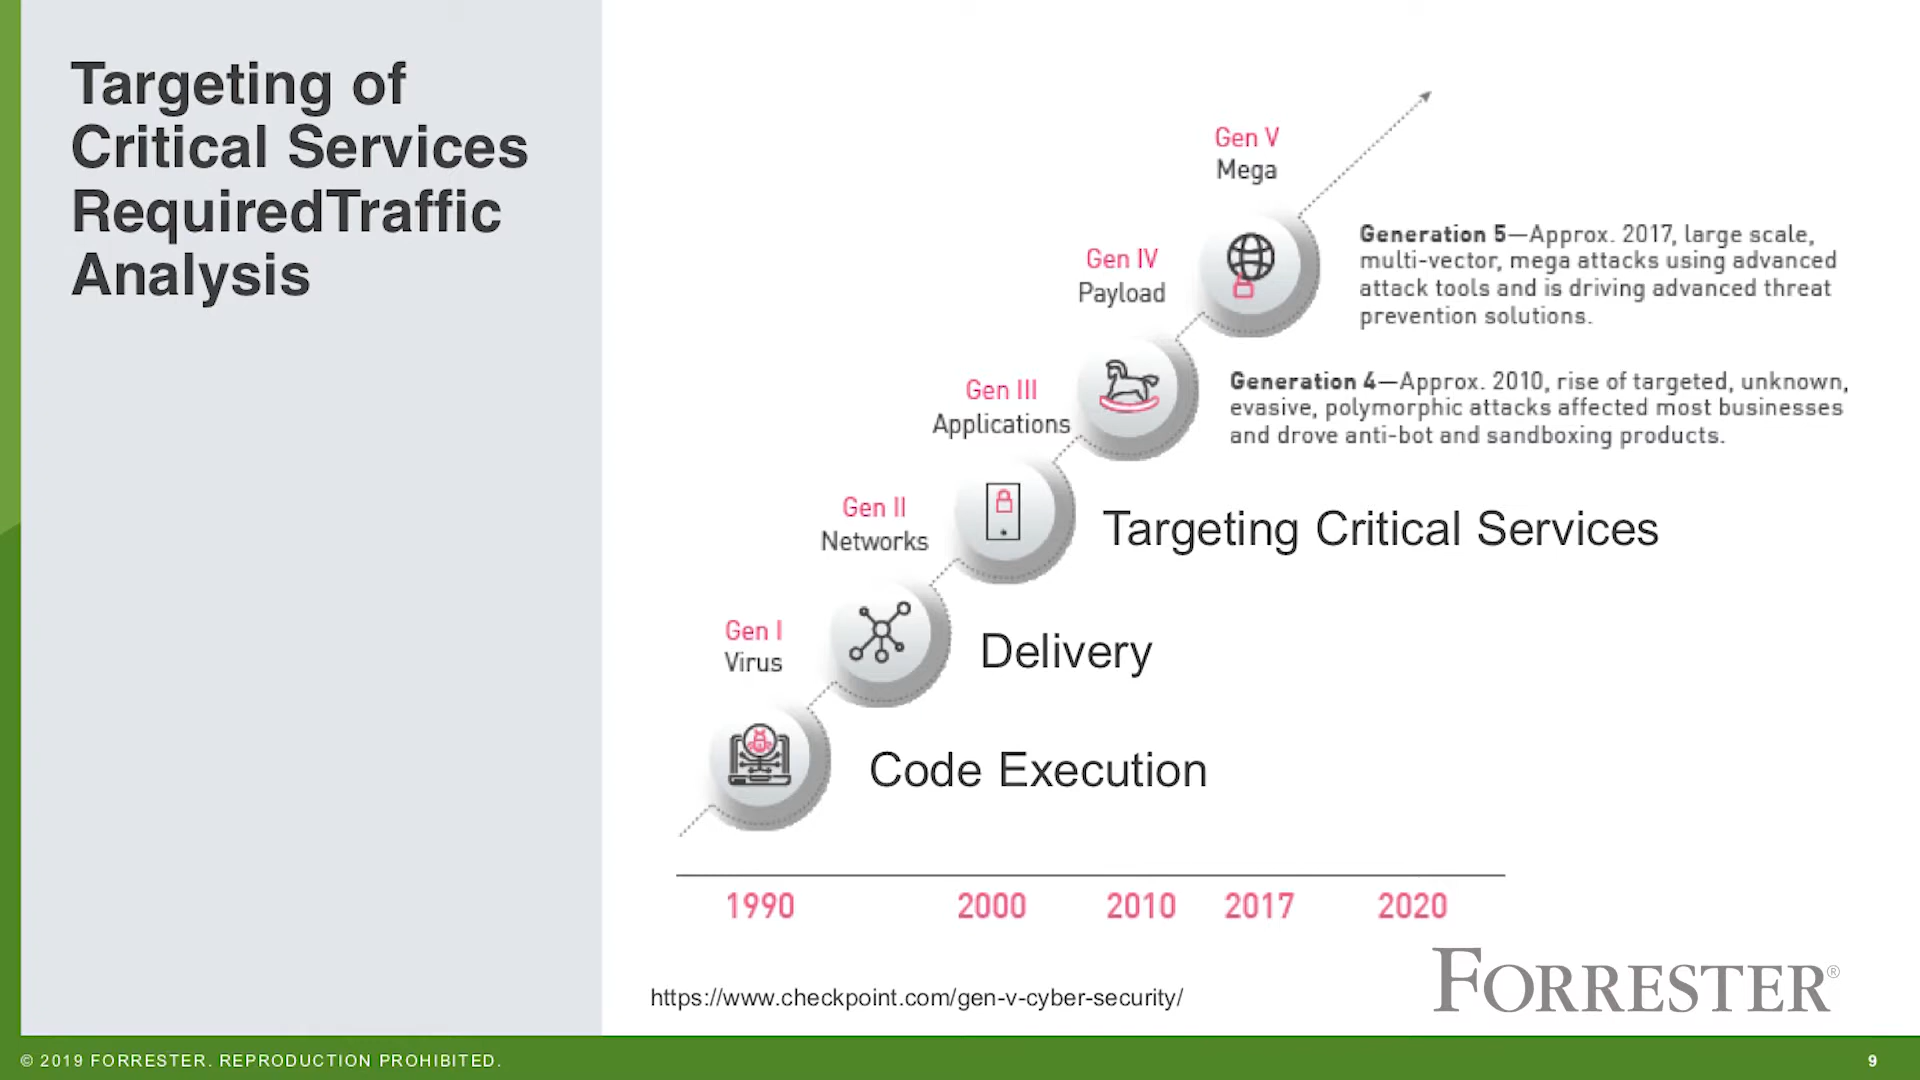 Targeting of
Critical Services
RequiredTraffic
Analysis
Gen V
Mega
Generation 5—Approx. 2017, large scale,
multi-vector, mega attacks using advanced
attack tools and is driving advanced threat
prevention solutions.
Gen IV
Payload
Generation 4—Approx. 2010, rise of targeted, unknown,
evasive, polymorphic attacks affected most businesses
and drove anti-bot and sandboxing products.
Gen III
Applications
Targeting Critical Services
Gen II
Networks
Delivery
Gen I
Virus
Code Execution
1990 2000 2010 2017 2020
https://www.checkpoint.com/gen-v-cyber-security/
FORRESTER®
© 2019 FORRESTER. REPRODUCTION PROHIBITED.
9